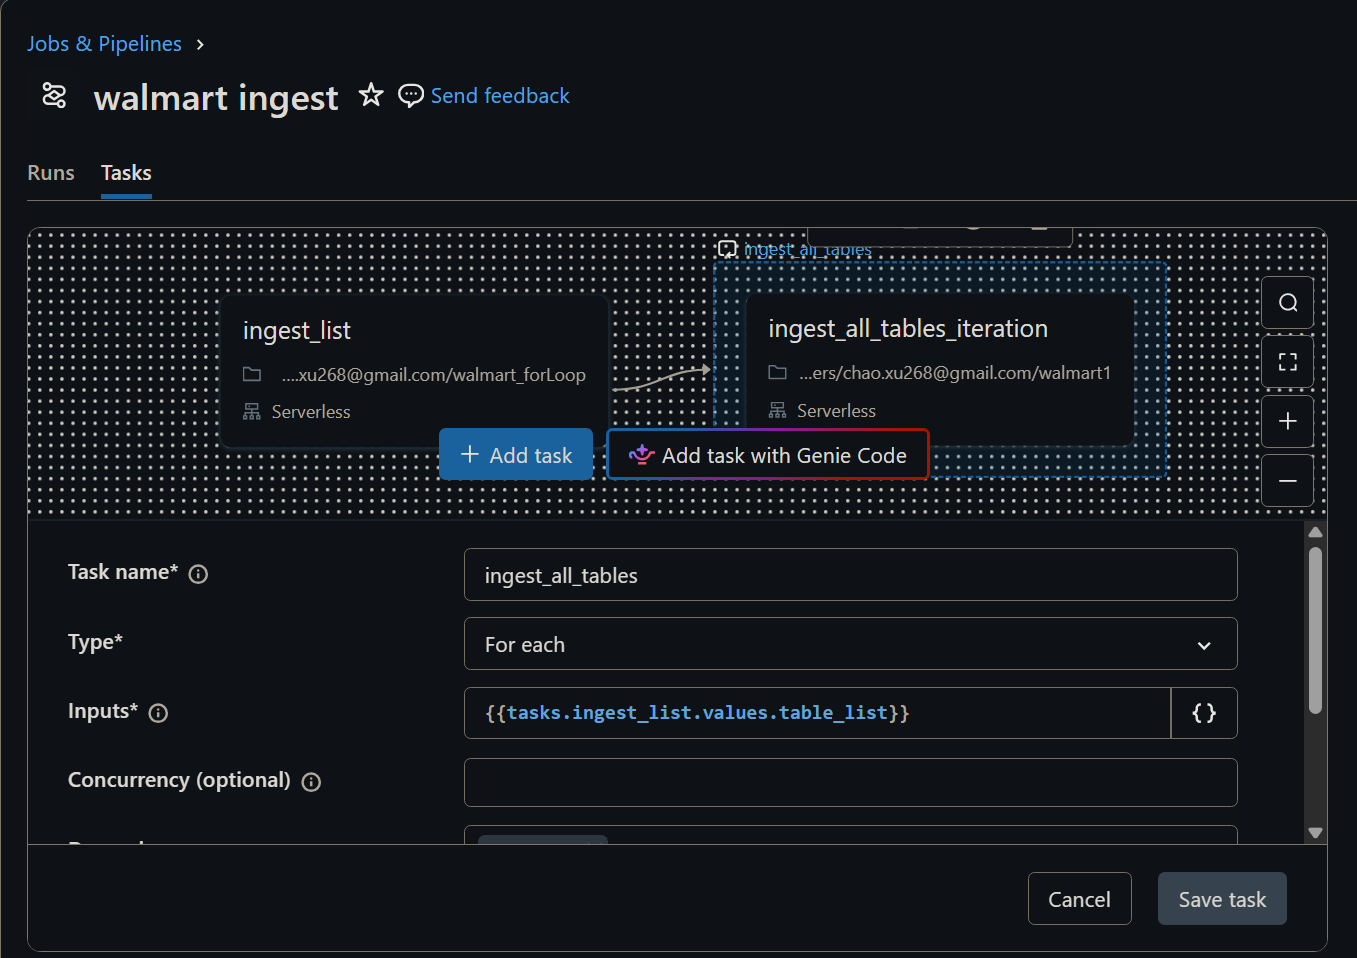 Jobs & Pipelines
walmart ingest
Send feedback
Runs Tasks
ingest_all_tables
ingest_list
....xu268@gmail.com/walmart_forLoop
Serverless
ingest_all_tables_iteration
...ers/chao.xu268@gmail.com/walmart1
Serverless
+ Add task
Add task with Genie Code
Task name*
ingest_all_tables
Type*
For each
Inputs*
{{tasks.ingest_list.values.table_list}}
{}
Concurrency (optional)
Cancel
Save task